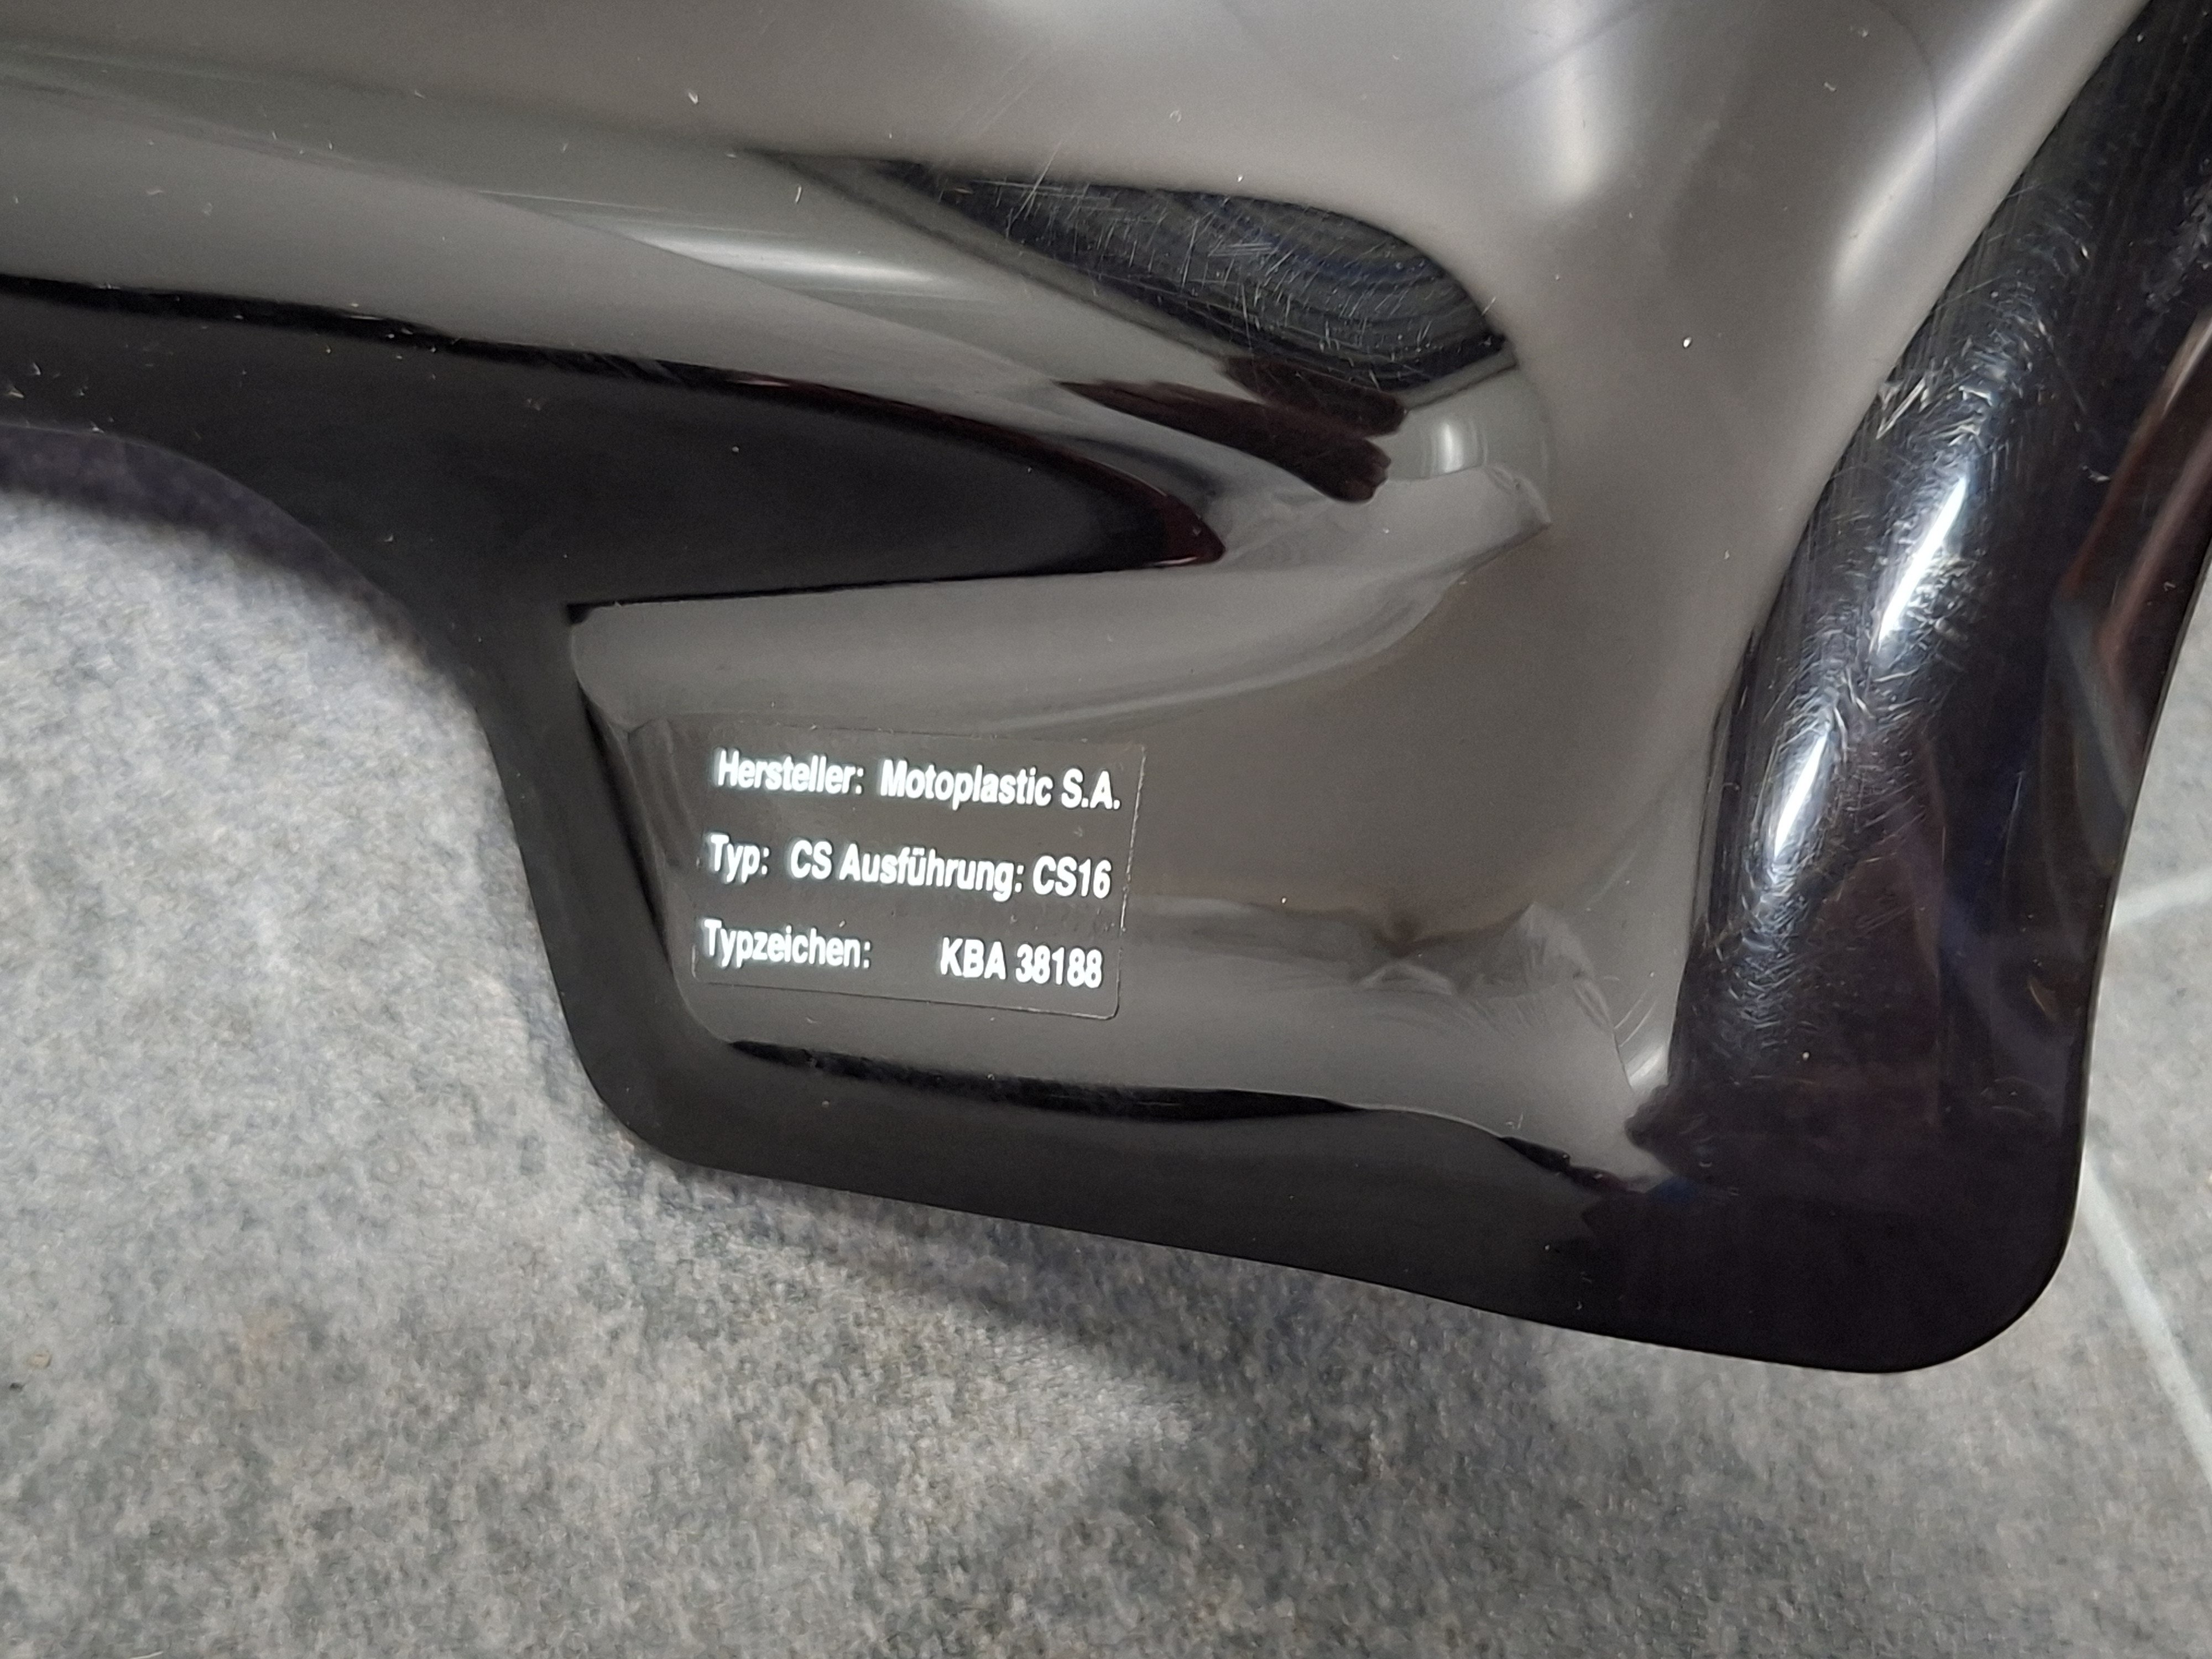 Hersteller: Motoplastic S.A.
Typ: CS Ausführung: CS16
Typzeichen: KBA 38188